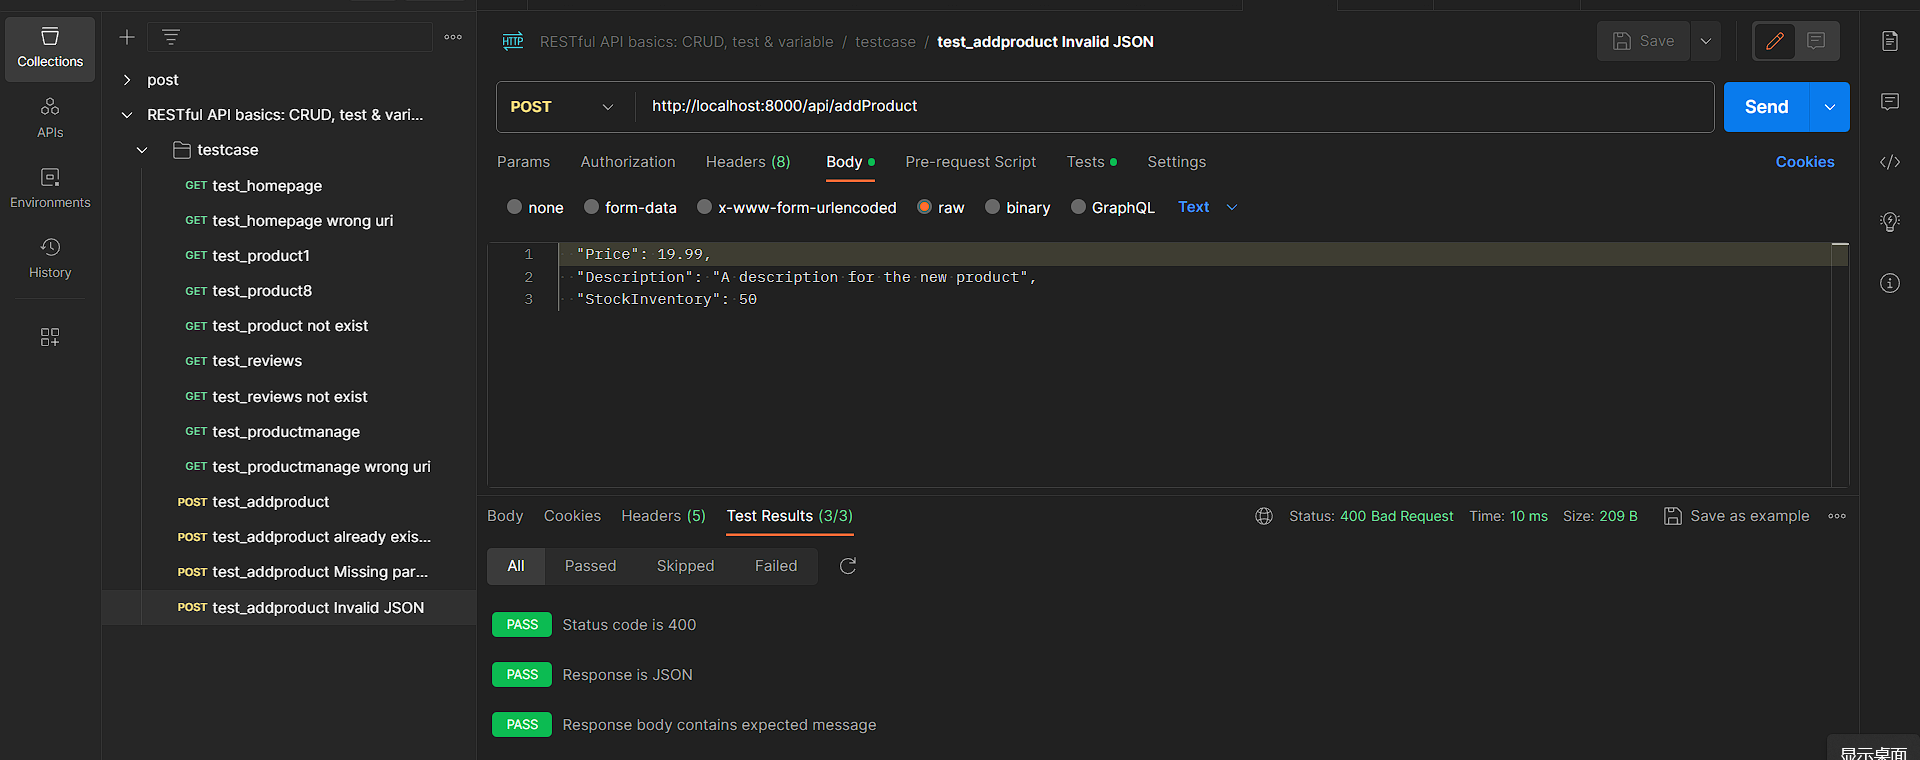 Collections
APIs
Environments
History
post
RESTful API basics: CRUD, test & vari...
testcase
GET test_homepage
GET test_homepage wrong uri
GET test_product1
GET test_product8
GET test_product not exist
GET test_reviews
GET test_reviews not exist
GET test_productmanage
GET test_productmanage wrong uri
POST test_addproduct
POST test_addproduct already exis...
POST test_addproduct Missing par...
POST test_addproduct Invalid JSON
HTTP RESTful API basics: CRUD, test & variable / testcase / test_addproduct Invalid JSON
Save
POST http://localhost:8000/api/addProduct
Send
Params Authorization Headers (8) Body Pre-request Script Tests Settings Cookies
none form-data x-www-form-urlencoded raw binary GraphQL Text
1 "Price": 19.99,
2 "Description": "A description for the new product",
3 "StockInventory": 50
Body Cookies Headers (5) Test Results (3/3) Status: 400 Bad Request Time: 10 ms Size: 209 B Save as example
All Passed Skipped Failed
PASS Status code is 400
PASS Response is JSON
PASS Response body contains expected message
显示桌面